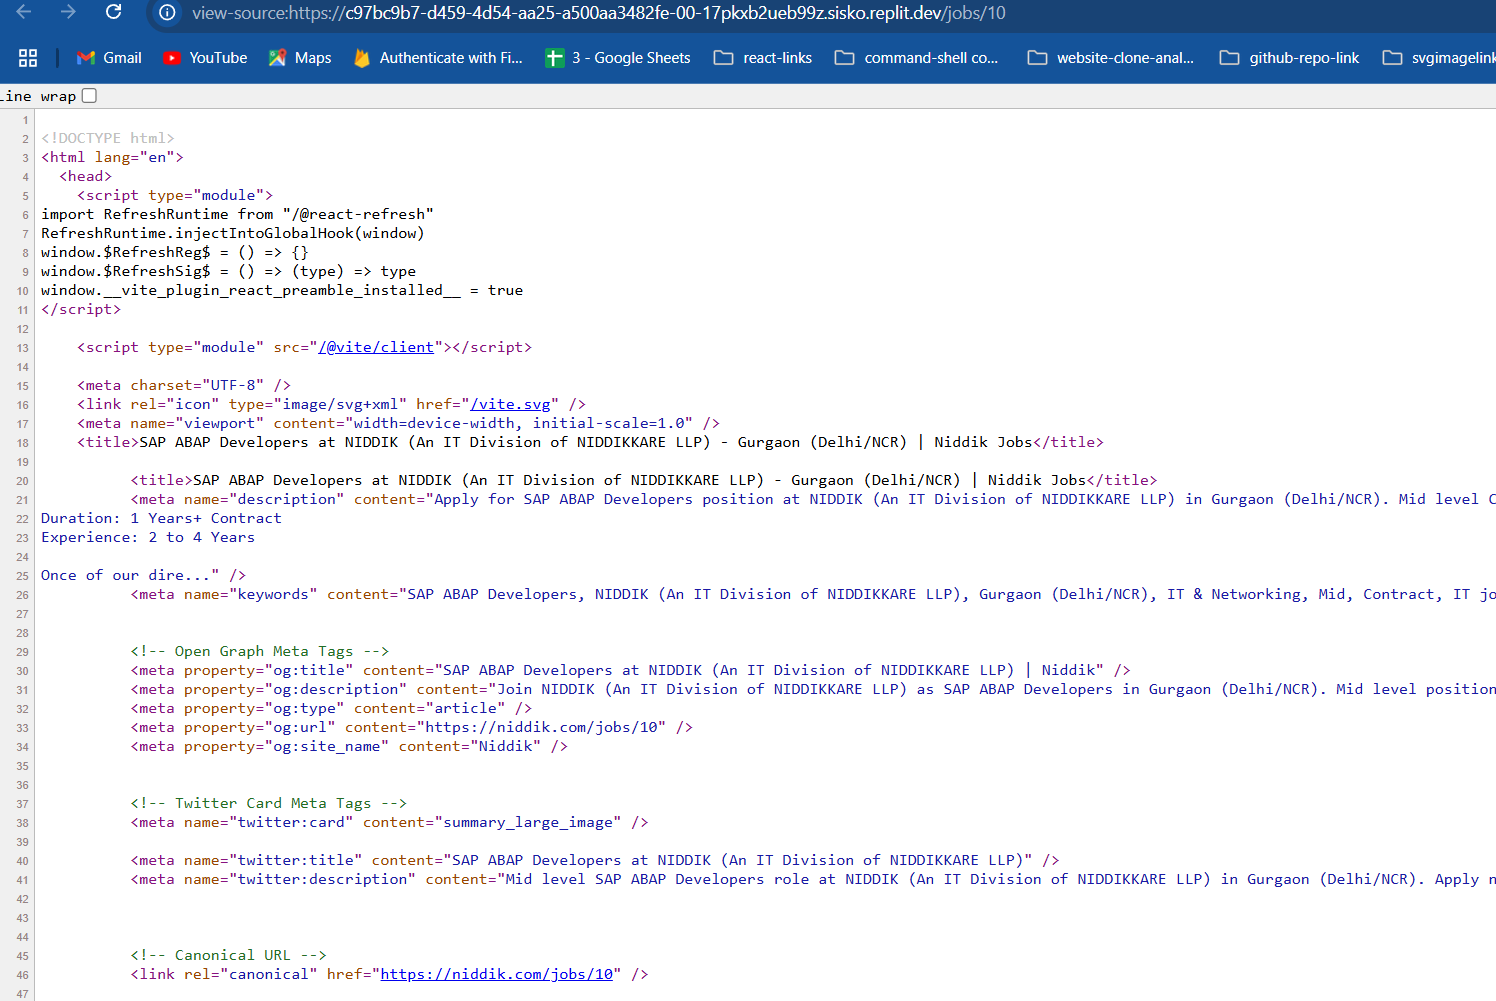 view-source:https://c97bc9b7-d459-4d54-aa25-a500aa3482fe-00-17pkxb2ueb99z.sisko.replit.dev/jobs/10
Gmail YouTube Maps Authenticate with Fi... 3 - Google Sheets react-links command-shell co... website-clone-anal... github-repo-link svgimagelink
Line wrap
1
2 <!DOCTYPE html>
3 <html lang="en">
4 <head>
5 <script type="module">
6 import RefreshRuntime from "/@react-refresh"
7 RefreshRuntime.injectIntoGlobalHook(window)
8 window.$RefreshReg$ = () => {}
9 window.$RefreshSig$ = () => (type) => type
10 window.__vite_plugin_react_preamble_installed__ = true
11 </script>
12
13 <script type="module" src="/@vite/client"></script>
14
15 <meta charset="UTF-8" />
16 <link rel="icon" type="image/svg+xml" href="/vite.svg" />
17 <meta name="viewport" content="width=device-width, initial-scale=1.0" />
18 <title>SAP ABAP Developers at NIDDIK (An IT Division of NIDDIKKARE LLP) - Gurgaon (Delhi/NCR) | Niddik Jobs</title>
19
20 <title>SAP ABAP Developers at NIDDIK (An IT Division of NIDDIKKARE LLP) - Gurgaon (Delhi/NCR) | Niddik Jobs</title>
21 <meta name="description" content="Apply for SAP ABAP Developers position at NIDDIK (An IT Division of NIDDIKKARE LLP) in Gurgaon (Delhi/NCR). Mid level C
22 Duration: 1 Years+ Contract
23 Experience: 2 to 4 Years
24
25 Once of our dire..." />
26 <meta name="keywords" content="SAP ABAP Developers, NIDDIK (An IT Division of NIDDIKKARE LLP), Gurgaon (Delhi/NCR), IT & Networking, Mid, Contract, IT jo
27
28
29 <!-- Open Graph Meta Tags -->
30 <meta property="og:title" content="SAP ABAP Developers at NIDDIK (An IT Division of NIDDIKKARE LLP) | Niddik" />
31 <meta property="og:description" content="Join NIDDIK (An IT Division of NIDDIKKARE LLP) as SAP ABAP Developers in Gurgaon (Delhi/NCR). Mid level position
32 <meta property="og:type" content="article" />
33 <meta property="og:url" content="https://niddik.com/jobs/10" />
34 <meta property="og:site_name" content="Niddik" />
35
36
37 <!-- Twitter Card Meta Tags -->
38 <meta name="twitter:card" content="summary_large_image" />
39
40 <meta name="twitter:title" content="SAP ABAP Developers at NIDDIK (An IT Division of NIDDIKKARE LLP)" />
41 <meta name="twitter:description" content="Mid level SAP ABAP Developers role at NIDDIK (An IT Division of NIDDIKKARE LLP) in Gurgaon (Delhi/NCR). Apply n
42
43
44
45 <!-- Canonical URL -->
46 <link rel="canonical" href="https://niddik.com/jobs/10" />
47